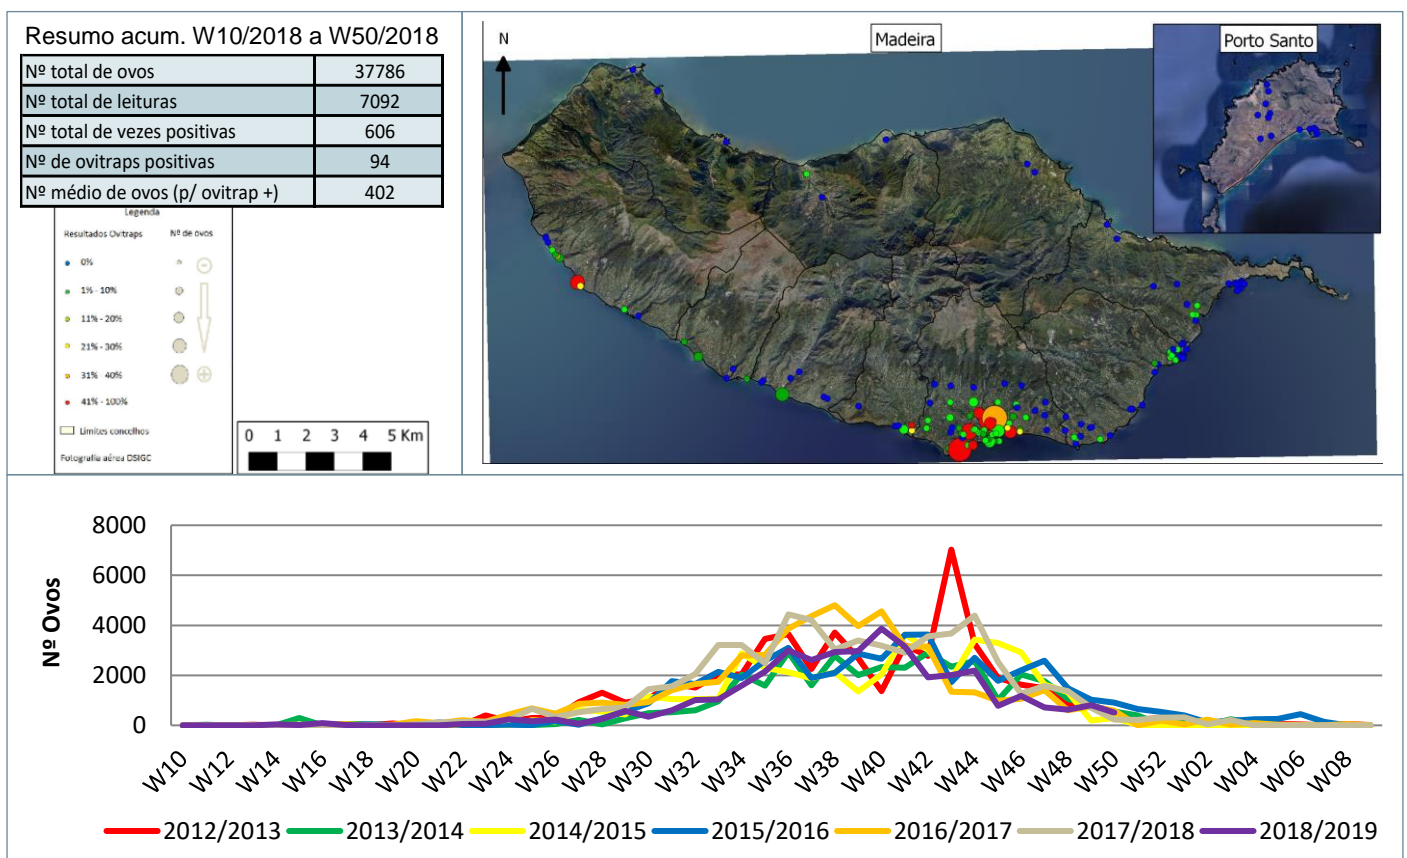 Resumo acum. W10/2018 a W50/2018
Nº total de ovos 37786
Nº total de leituras 7092
Nº total de vezes positivas 606
Nº de ovitraps positivas 94
Nº médio de ovos (p/ ovitrap +) 402
Legenda
Resultados Ovitraps Nº de ovos
0%
1% - 10%
11% - 20%
21% - 30%
31% - 40%
41% - 100%
Limites concelhos
Fotografia aérea DSIGC
0 1 2 3 4 5 Km
N
Madeira
Porto Santo
Nº Ovos
8000
6000
4000
2000
0
W10 W12 W14 W16 W18 W20 W22 W24 W26 W28 W30 W32 W34 W36 W38 W40 W42 W44 W46 W48 W50 W52 W02 W04 W06 W08
2012/2013 2013/2014 2014/2015 2015/2016 2016/2017 2017/2018 2018/2019